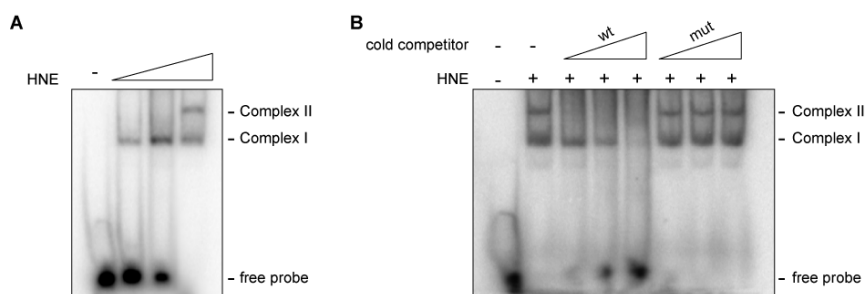 A
HNE
-
- Complex II
- Complex I
- free probe
B
cold competitor
- - wt mut
HNE
- + + + + + + +
- Complex II
- Complex I
- free probe